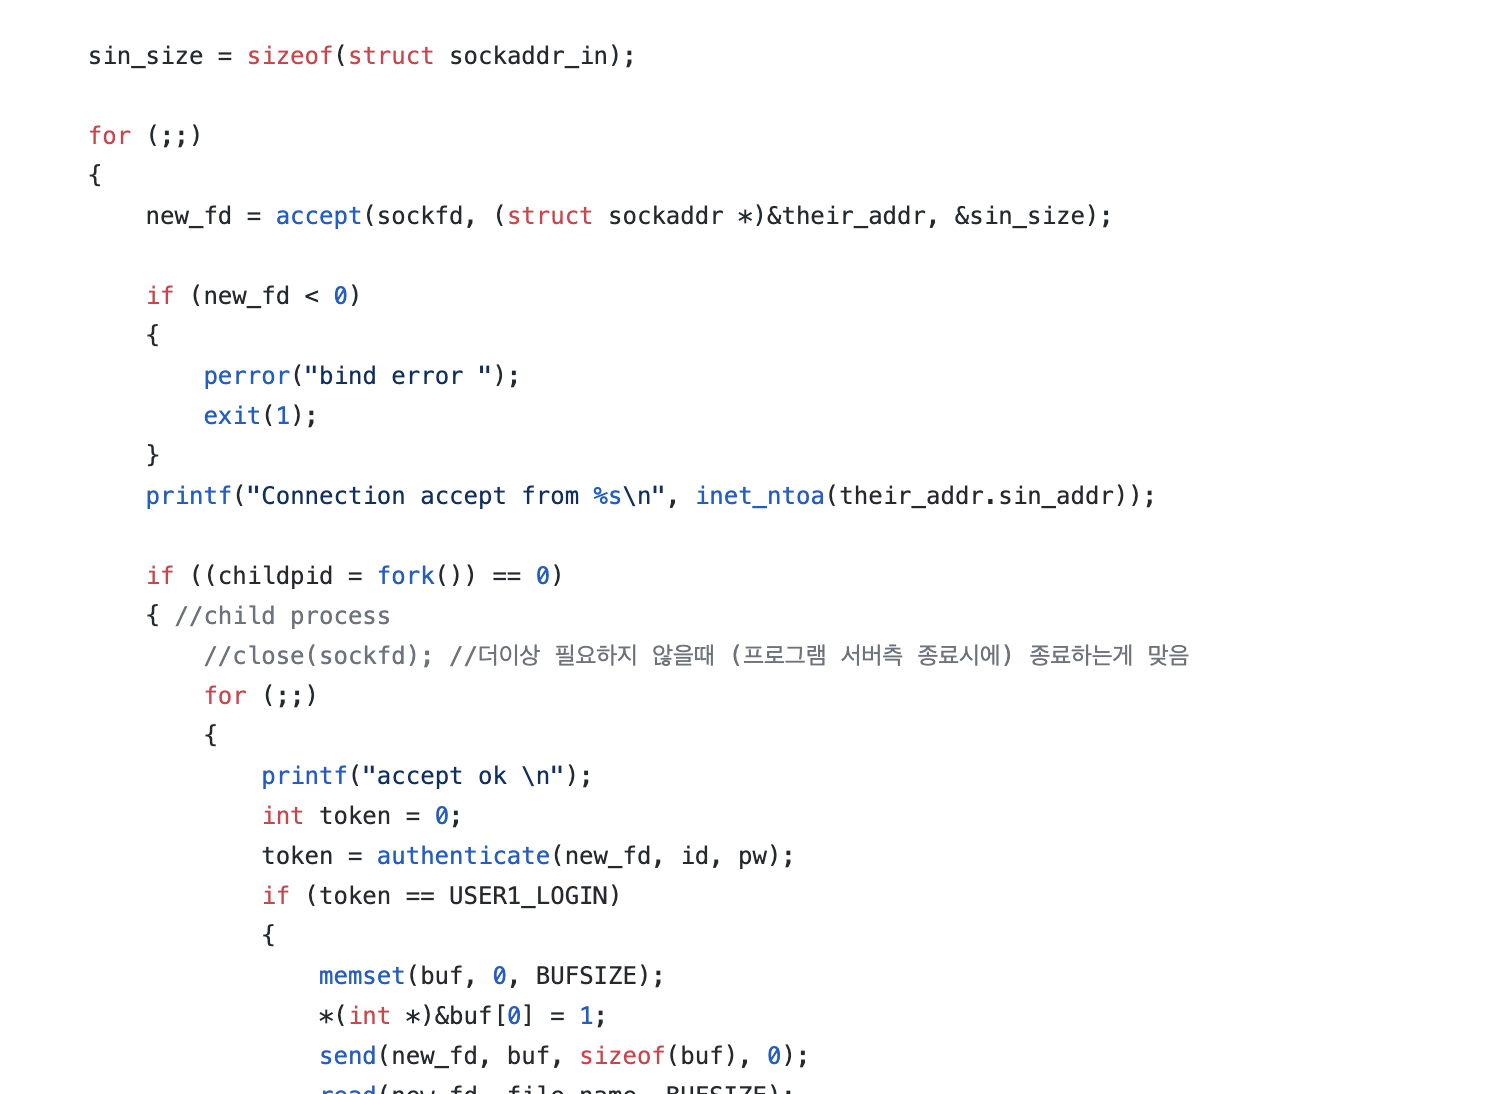 sin_size = sizeof(struct sockaddr_in);
for (;;)
{
new_fd = accept(sockfd, (struct sockaddr *)&their_addr, &sin_size);
if (new_fd < 0)
{
perror("bind error ");
exit(1);
}
printf("Connection accept from %s\n", inet_ntoa(their_addr.sin_addr));
if ((childpid = fork()) == 0)
{ //child process
//close(sockfd); //더이상 필요하지 않을때 (프로그램 서버측 종료시에) 종료하는게 맞음
for (;;)
{
printf("accept ok \n");
int token = 0;
token = authenticate(new_fd, id, pw);
if (token == USER1_LOGIN)
{
memset(buf, 0, BUFSIZE);
*(int *)&buf[0] = 1;
send(new_fd, buf, sizeof(buf), 0);
read(new_fd, file_name, BUFSIZE);